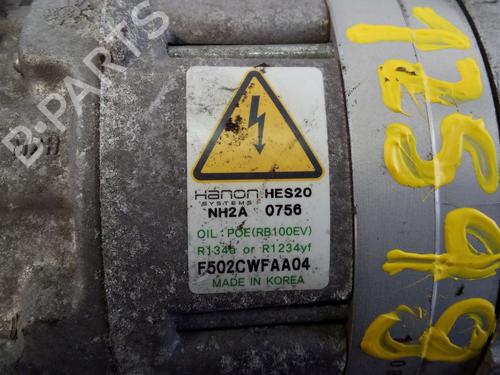 B-PARTS
Hanon HES20
SYSTEMS
NH2A 0756
OIL: POE(RB100EV)
R134a or R1234yf
F502CWFAA04
MADE IN KOREA